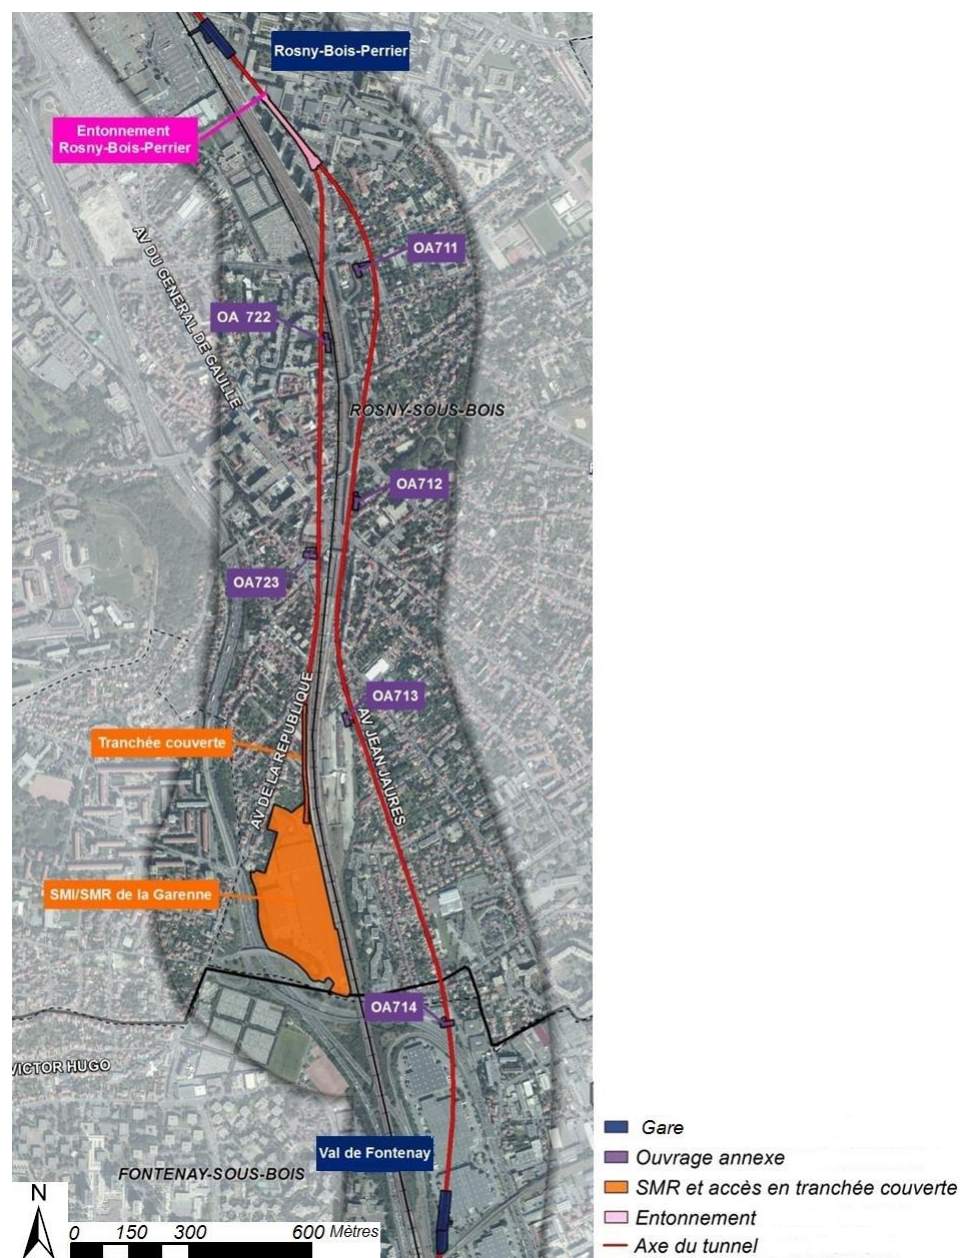 Rosny-Bois-Perrier
Entonnement
Rosny-Bois-Perrier
AV DU GENERAL DE GAULLE
OA711
OA 722
ROSNY-SOUS-BOIS
OA712
OA723
OA713
AV DE LA REPUBLIQUE
AV JEAN JAURES
Tranchée couverte
SMI/SMR de la Garenne
OA714
VICTOR HUGO
Val de Fontenay
FONTENAY-SOUS-BOIS
N
0 150 300 600 Mètres
Gare
Ouvrage annexe
SMR et accès en tranchée couverte
Entonnement
Axe du tunnel